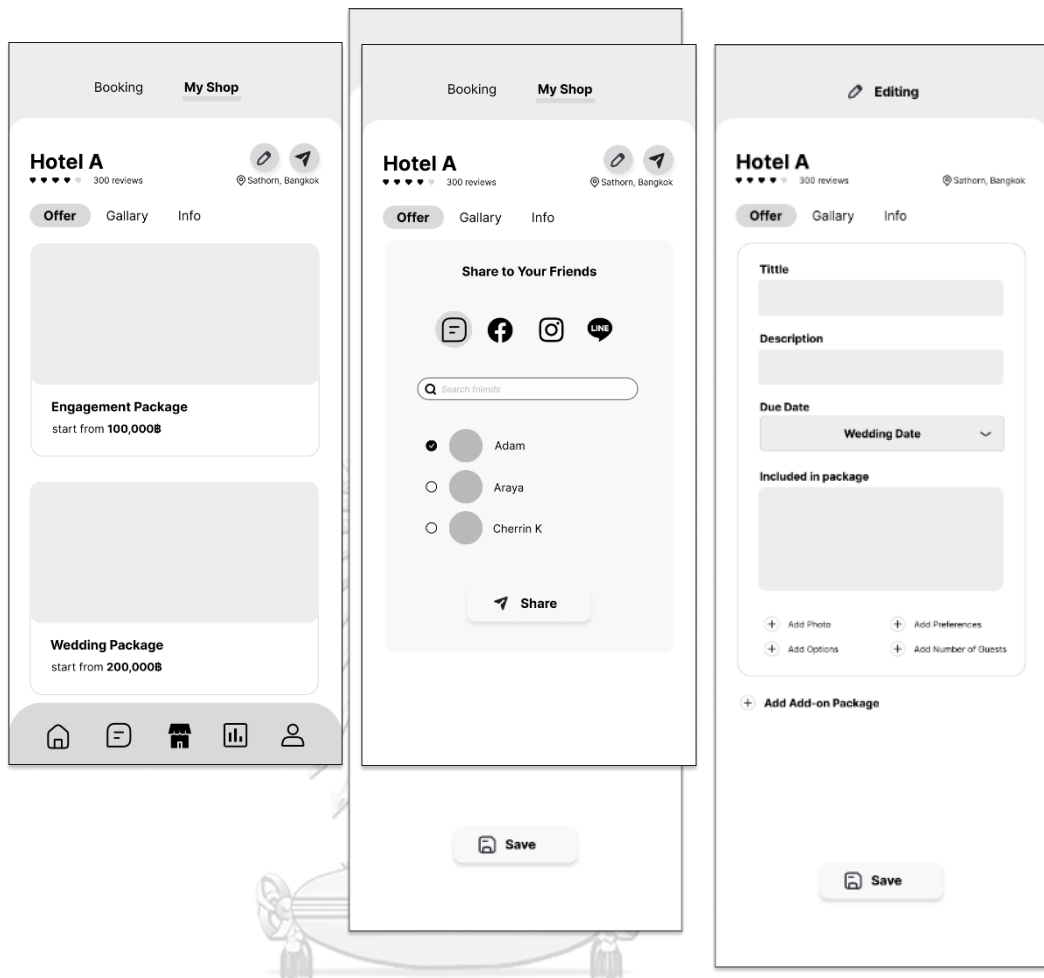 Booking My Shop
Hotel A
300 reviews
Sathorn, Bangkok
Offer Gallary Info
Engagement Package
start from 100,000฿
Wedding Package
start from 200,000฿
Booking My Shop
Hotel A
300 reviews
Sathorn, Bangkok
Offer Gallary Info
Share to Your Friends
LINE
Search friends
Adam
Araya
Cherrin K
Share
Save
Editing
Hotel A
300 reviews
Sathorn, Bangkok
Offer Gallary Info
Tittle
Description
Due Date
Wedding Date
Included in package
Add Photo Add Preferences
Add Options Add Number of Guests
Add Add-on Package
Save